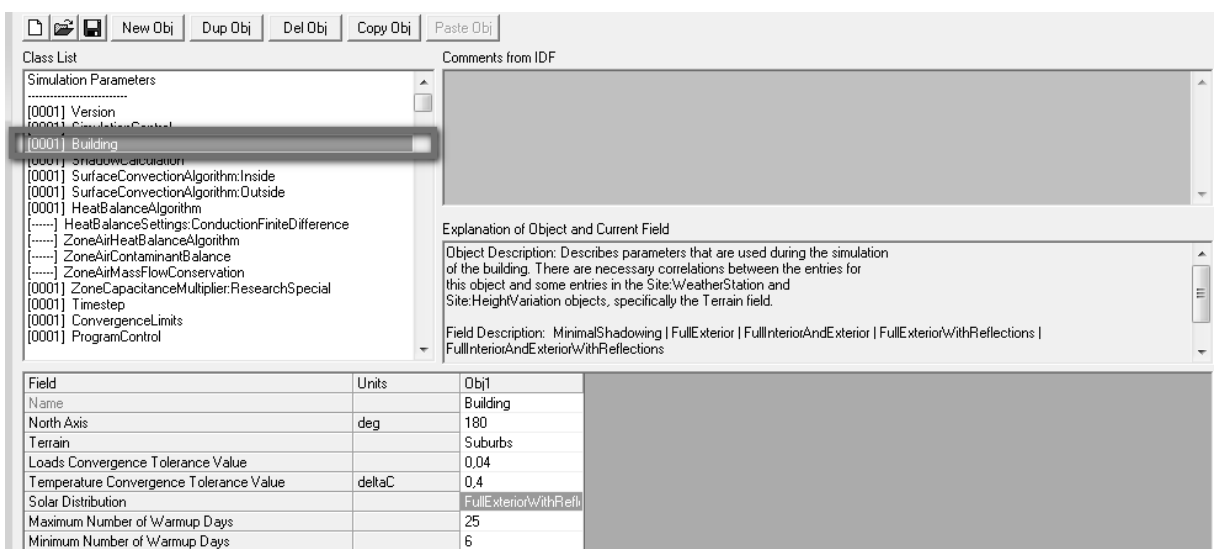 New Obj Dup Obj Del Obj Copy Obj Paste Obj
Class List
Simulation Parameters
--------------------------
[0001] Version
[0001] SimulationControl
[0001] Building
[0001] ShadowCalculation
[0001] SurfaceConvectionAlgorithm:Inside
[0001] SurfaceConvectionAlgorithm:Outside
[0001] HeatBalanceAlgorithm
[------] HeatBalanceSettings:ConductionFiniteDifference
[------] ZoneAirHeatBalanceAlgorithm
[------] ZoneAirContaminantBalance
[------] ZoneAirMassFlowConservation
[0001] ZoneCapacitanceMultiplier:ResearchSpecial
[0001] Timestep
[0001] ConvergenceLimits
[0001] ProgramControl
Comments from IDF
Explanation of Object and Current Field
Object Description: Describes parameters that are used during the simulation
of the building. There are necessary correlations between the entries for
this object and some entries in the Site:WeatherStation and
Site:HeightVariation objects, specifically the Terrain field.
Field Description: MinimalShadowing | FullExterior | FullInteriorAndExterior | FullExteriorWithReflections |
FullInteriorAndExteriorWithReflections
Field Units Obj1
Name Building
North Axis deg 180
Terrain Suburbs
Loads Convergence Tolerance Value 0,04
Temperature Convergence Tolerance Value deltaC 0,4
Solar Distribution FullExteriorWithRefl
Maximum Number of Warmup Days 25
Minimum Number of Warmup Days 6